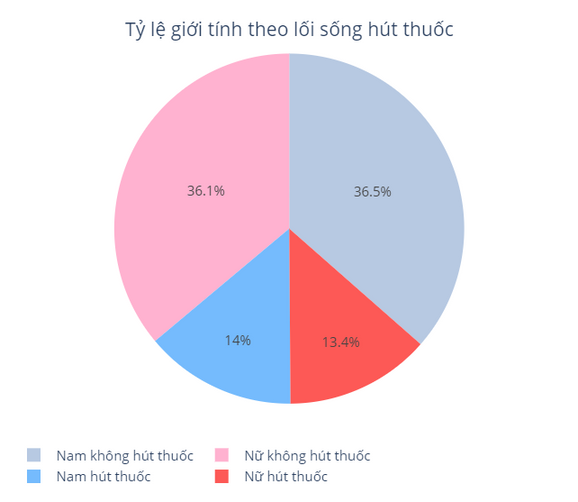 Tỷ lệ giới tính theo lối sống hút thuốc
36.1%
36.5%
14%
13.4%
Nam không hút thuốc
Nữ không hút thuốc
Nam hút thuốc
Nữ hút thuốc